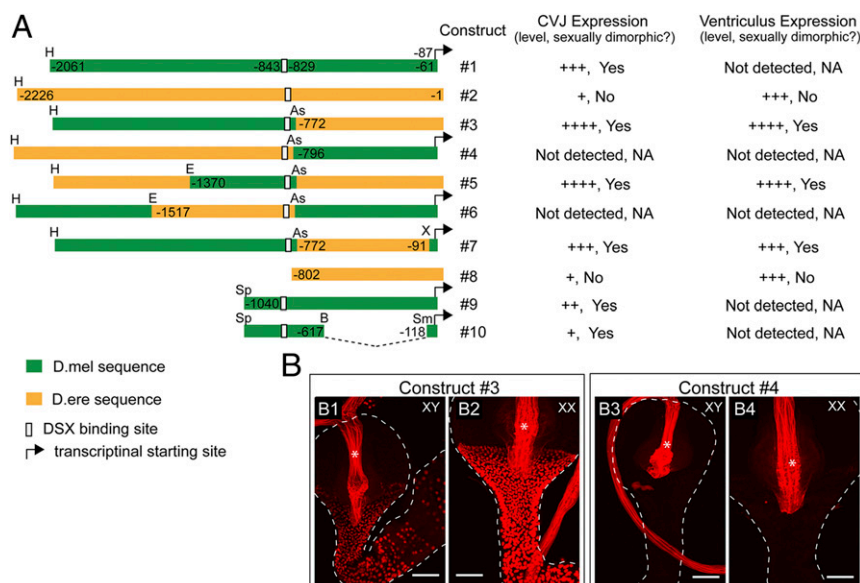 A
Construct
CVJ Expression
(level, sexually dimorphic?)
Ventriculus Expression
(level, sexually dimorphic?)
H -87
-2061 -843 -829 -61 #1 +++, Yes Not detected, NA
H
-2226 -1 #2 +, No +++, No
H As
-772 #3 ++++, Yes ++++, Yes
H As
-796 #4 Not detected, NA Not detected, NA
H E As
-1370 #5 ++++, Yes ++++, Yes
H E As
-1517 #6 Not detected, NA Not detected, NA
H As X
-772 -91 #7 +++, Yes +++, Yes
-802 #8 +, No +++, No
Sp
-1040 #9 ++, Yes Not detected, NA
Sp B Sm
-617 -118 #10 +, Yes Not detected, NA
D.mel sequence
D.ere sequence
DSX binding site
transcriptinal starting site
B
Construct #3
Construct #4
B1 XY
*
B2 XX
*
B3 XY
*
B4 XX
*